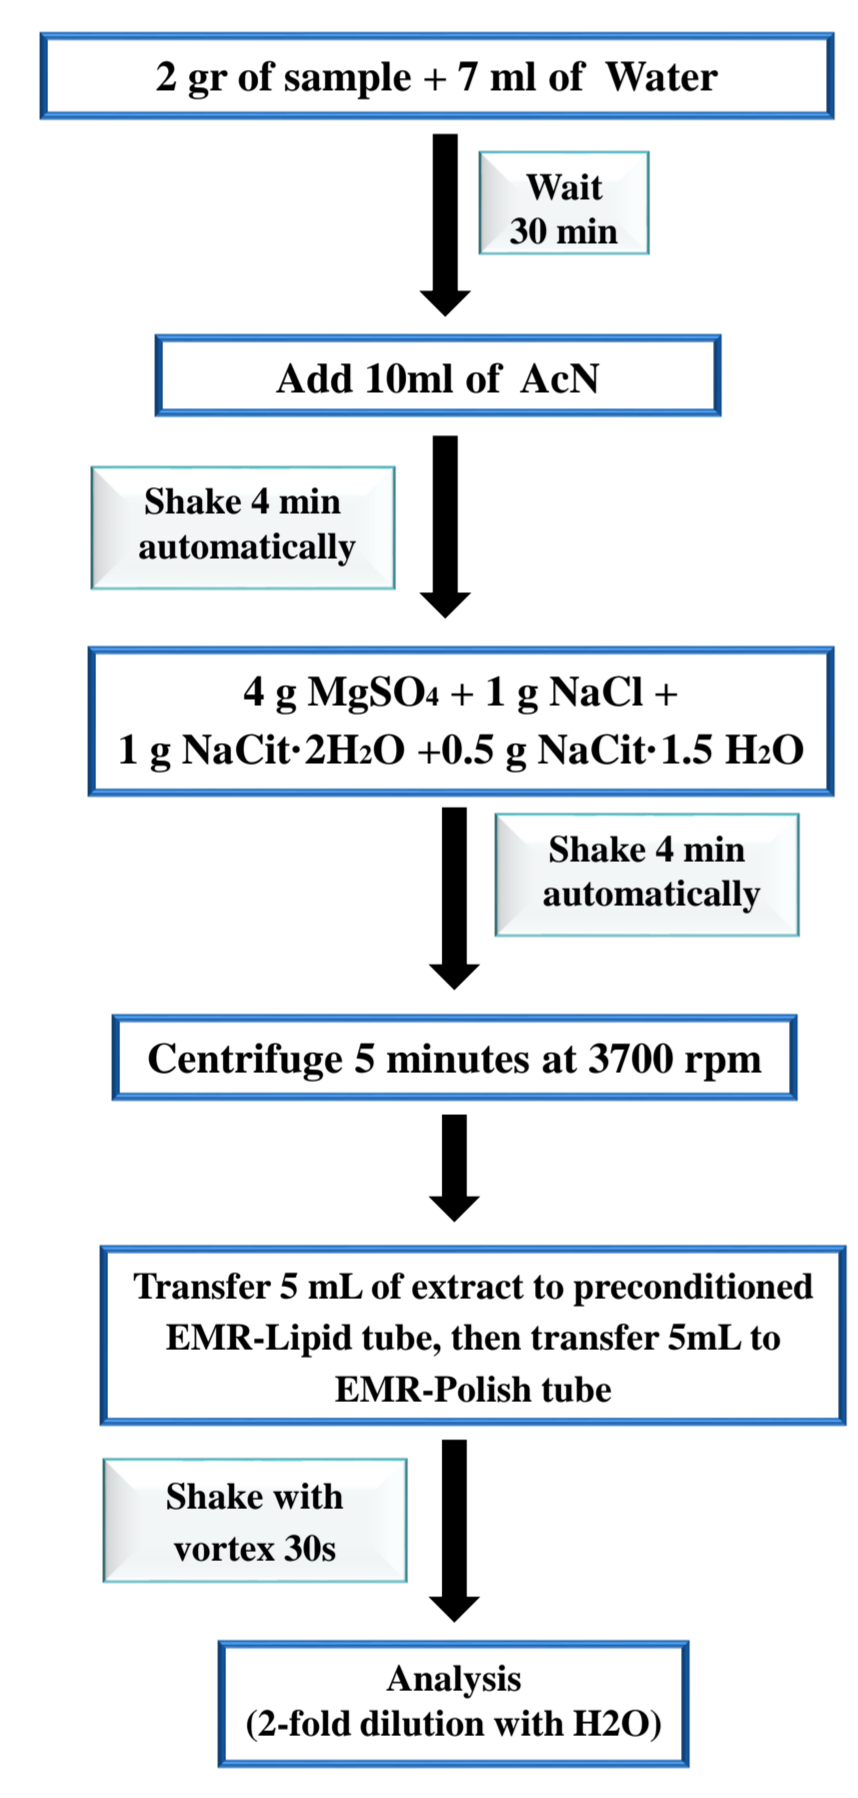 2 gr of sample + 7 ml of Water
Wait
30 min
Add 10ml of AcN
Shake 4 min
automatically
4 g MgSO₄ + 1 g NaCl +
1 g NaCit·2H₂O +0.5 g NaCit·1.5 H₂O
Shake 4 min
automatically
Centrifuge 5 minutes at 3700 rpm
Transfer 5 mL of extract to preconditioned
EMR-Lipid tube, then transfer 5mL to
EMR-Polish tube
Shake with
vortex 30s
Analysis
(2-fold dilution with H2O)